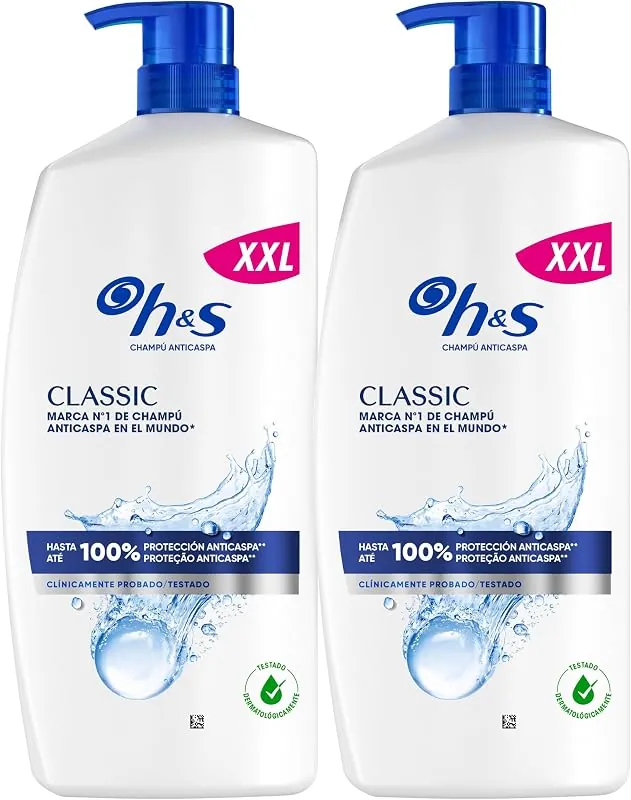 XXL
h&s
CHAMPÚ ANTICASPA
CLASSIC
MARCA N°1 DE CHAMPÚ
ANTICASPA EN EL MUNDO*
HASTA 100% PROTECCIÓN ANTICASPA**
ATÉ PROTEÇÃO ANTICASPA**
CLÍNICAMENTE PROBADO/TESTADO
TESTADO
DERMATOLÓGICAMENTE
XXL
h&s
CHAMPÚ ANTICASPA
CLASSIC
MARCA N°1 DE CHAMPÚ
ANTICASPA EN EL MUNDO*
HASTA 100% PROTECCIÓN ANTICASPA**
ATÉ PROTEÇÃO ANTICASPA**
CLÍNICAMENTE PROBADO/TESTADO
TESTADO
DERMATOLÓGICAMENTE